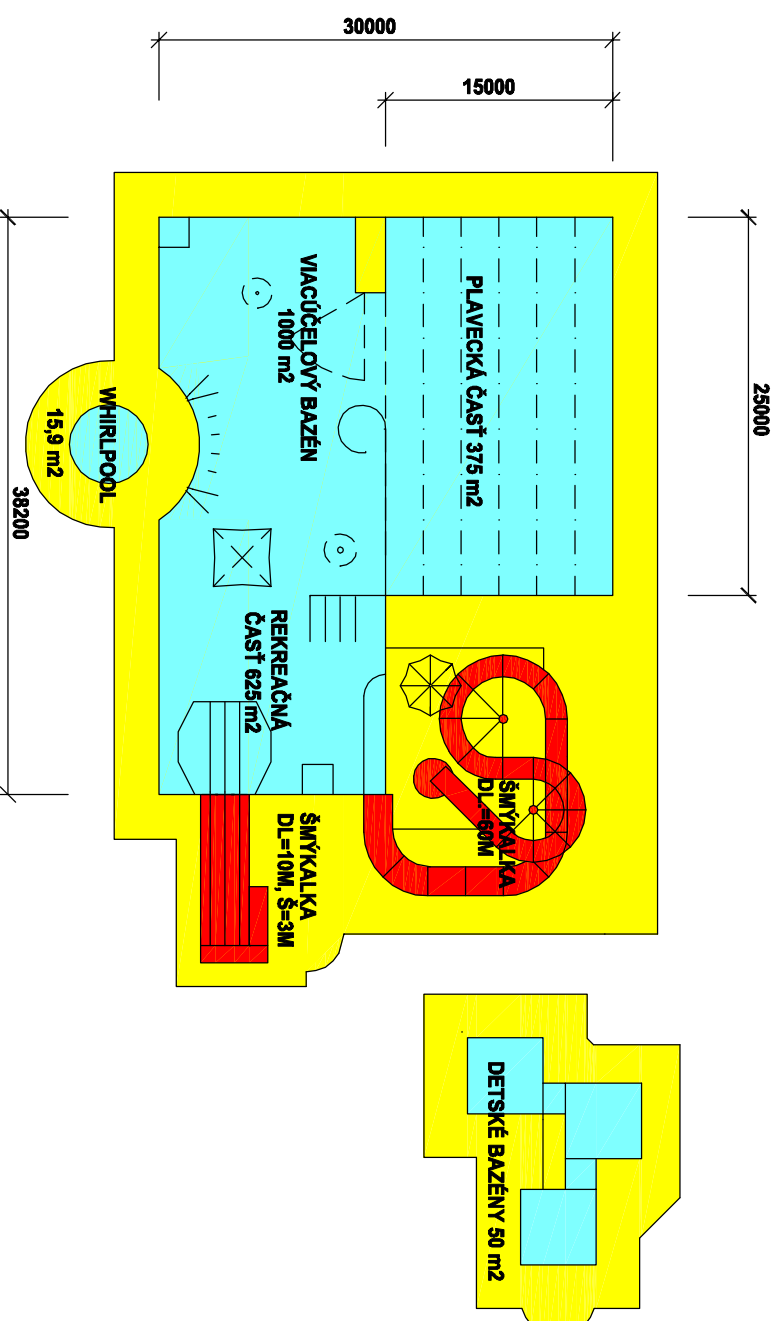 30000
15000
25000
38200
PLAVECKÁ ČASŤ 375 m2
VIACÚČELOVÝ BAZÉN
1000 m2
WHIRLPOOL
15,9 m2
REKREAČNÁ
ČASŤ 625 m2
ŠMÝKALKA
DL.=60M
ŠMÝKALKA
DL=10M, Š=3M
DETSKÉ BAZÉNY 50 m2